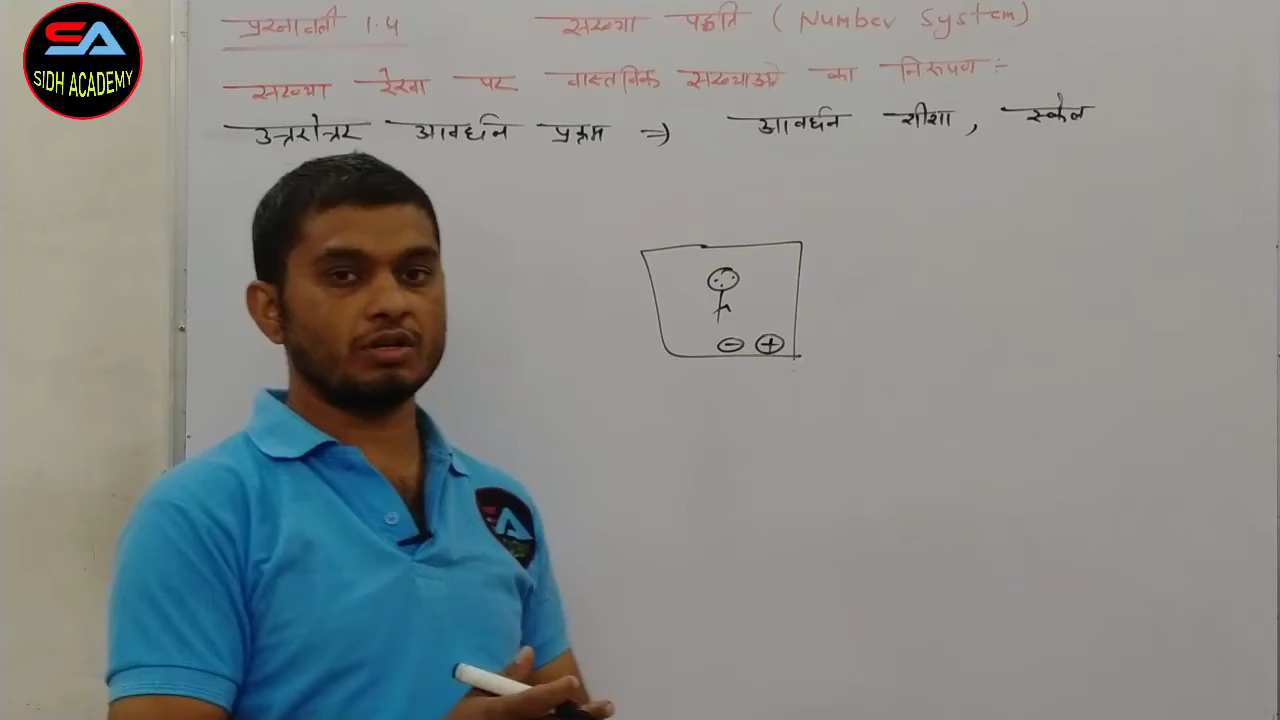 SA
SIDH ACADEMY
प्रश्नावली 1.4 संख्या पद्धति (Number System)
संख्या रेखा पर वास्तविक संख्याओं का निरूपण :-
उत्तरोत्तर आवर्धन प्रक्रम => आवर्धन शीशा, स्केल
- +
SA